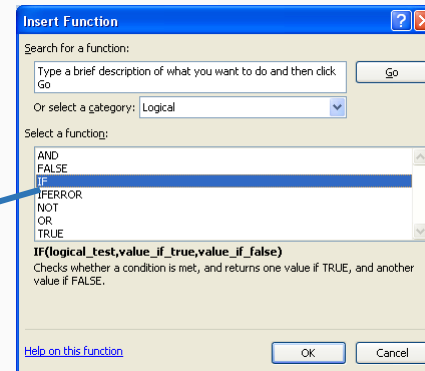 Insert Function
Search for a function:
Type a brief description of what you want to do and then click
Go
Go
Or select a category: Logical
Select a function:
AND
FALSE
IF
IFERROR
NOT
OR
TRUE
IF(logical_test,value_if_true,value_if_false)
Checks whether a condition is met, and returns one value if TRUE, and another
value if FALSE.
Help on this function
OK
Cancel